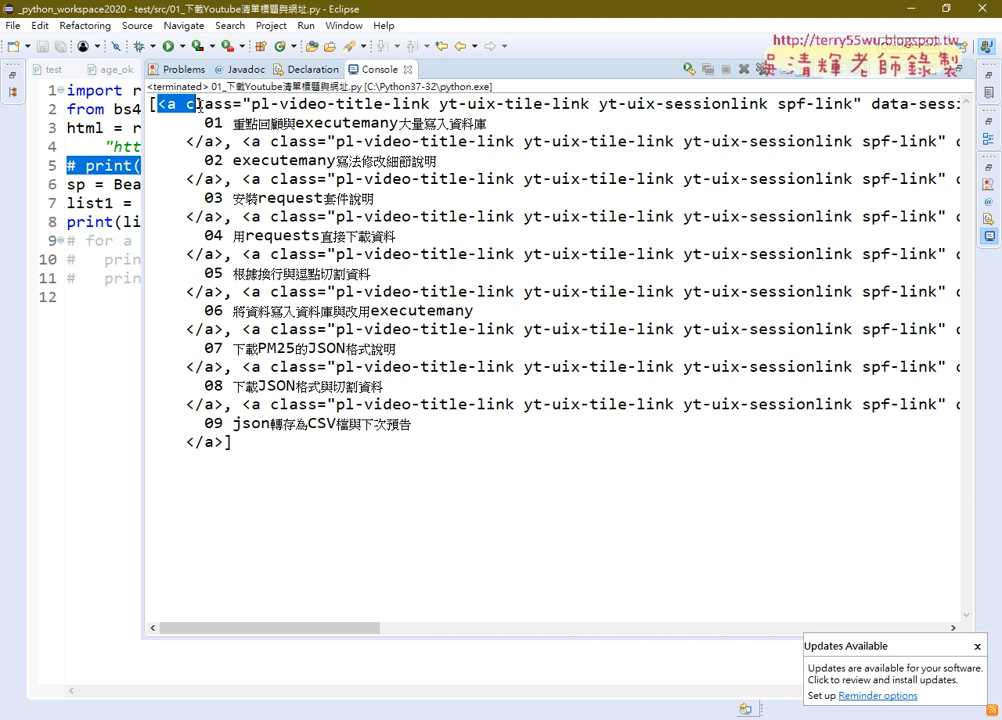 _python_workspace2020 - test/src/01_下載Youtube清單標題與網址.py - Eclipse
File Edit Refactoring Source Navigate Search Project Run Window Help
http://terry55wu.blogspot.tw
吳清輝老師錄製
test age_ok Problems Javadoc Declaration Console
<terminated> 01_下載Youtube清單標題與網址.py [C:\Python37-32\python.exe]
1 import r
2 from bs4
3 html = r
4 "htt
5 # print(
6 sp = Bea
7 list1 =
8 print(li
9 # for a
10 # prin
11 # prin
12
[<a class="pl-video-title-link yt-uix-tile-link yt-uix-sessionlink spf-link" data-sessi
01 重點回顧與executemany大量寫入資料庫
</a>, <a class="pl-video-title-link yt-uix-tile-link yt-uix-sessionlink spf-link" d
02 executemany寫法修改細節說明
</a>, <a class="pl-video-title-link yt-uix-tile-link yt-uix-sessionlink spf-link" d
03 安裝request套件說明
</a>, <a class="pl-video-title-link yt-uix-tile-link yt-uix-sessionlink spf-link" d
04 用requests直接下載資料
</a>, <a class="pl-video-title-link yt-uix-tile-link yt-uix-sessionlink spf-link" d
05 根據換行與逗點切割資料
</a>, <a class="pl-video-title-link yt-uix-tile-link yt-uix-sessionlink spf-link" d
06 將資料寫入資料庫與改用executemany
</a>, <a class="pl-video-title-link yt-uix-tile-link yt-uix-sessionlink spf-link" d
07 下載PM25的JSON格式說明
</a>, <a class="pl-video-title-link yt-uix-tile-link yt-uix-sessionlink spf-link" d
08 下載JSON格式與切割資料
</a>, <a class="pl-video-title-link yt-uix-tile-link yt-uix-sessionlink spf-link" d
09 json轉存為CSV檔與下次預告
</a>]
Updates Available
Updates are available for your software.
Click to review and install updates.
Set up Reminder options